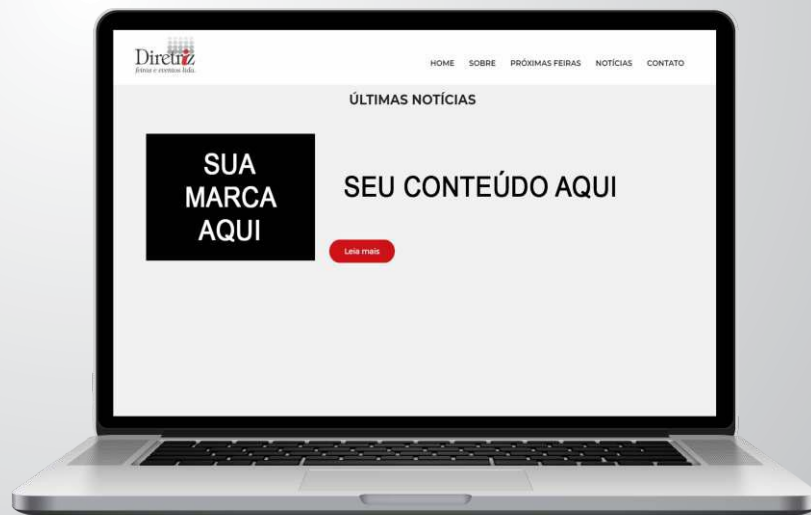 Diretriz
feiras e eventos ltda.
HOME SOBRE PRÓXIMAS FEIRAS NOTÍCIAS CONTATO
ÚLTIMAS NOTÍCIAS
SUA
MARCA
AQUI
SEU CONTEÚDO AQUI
Leia mais